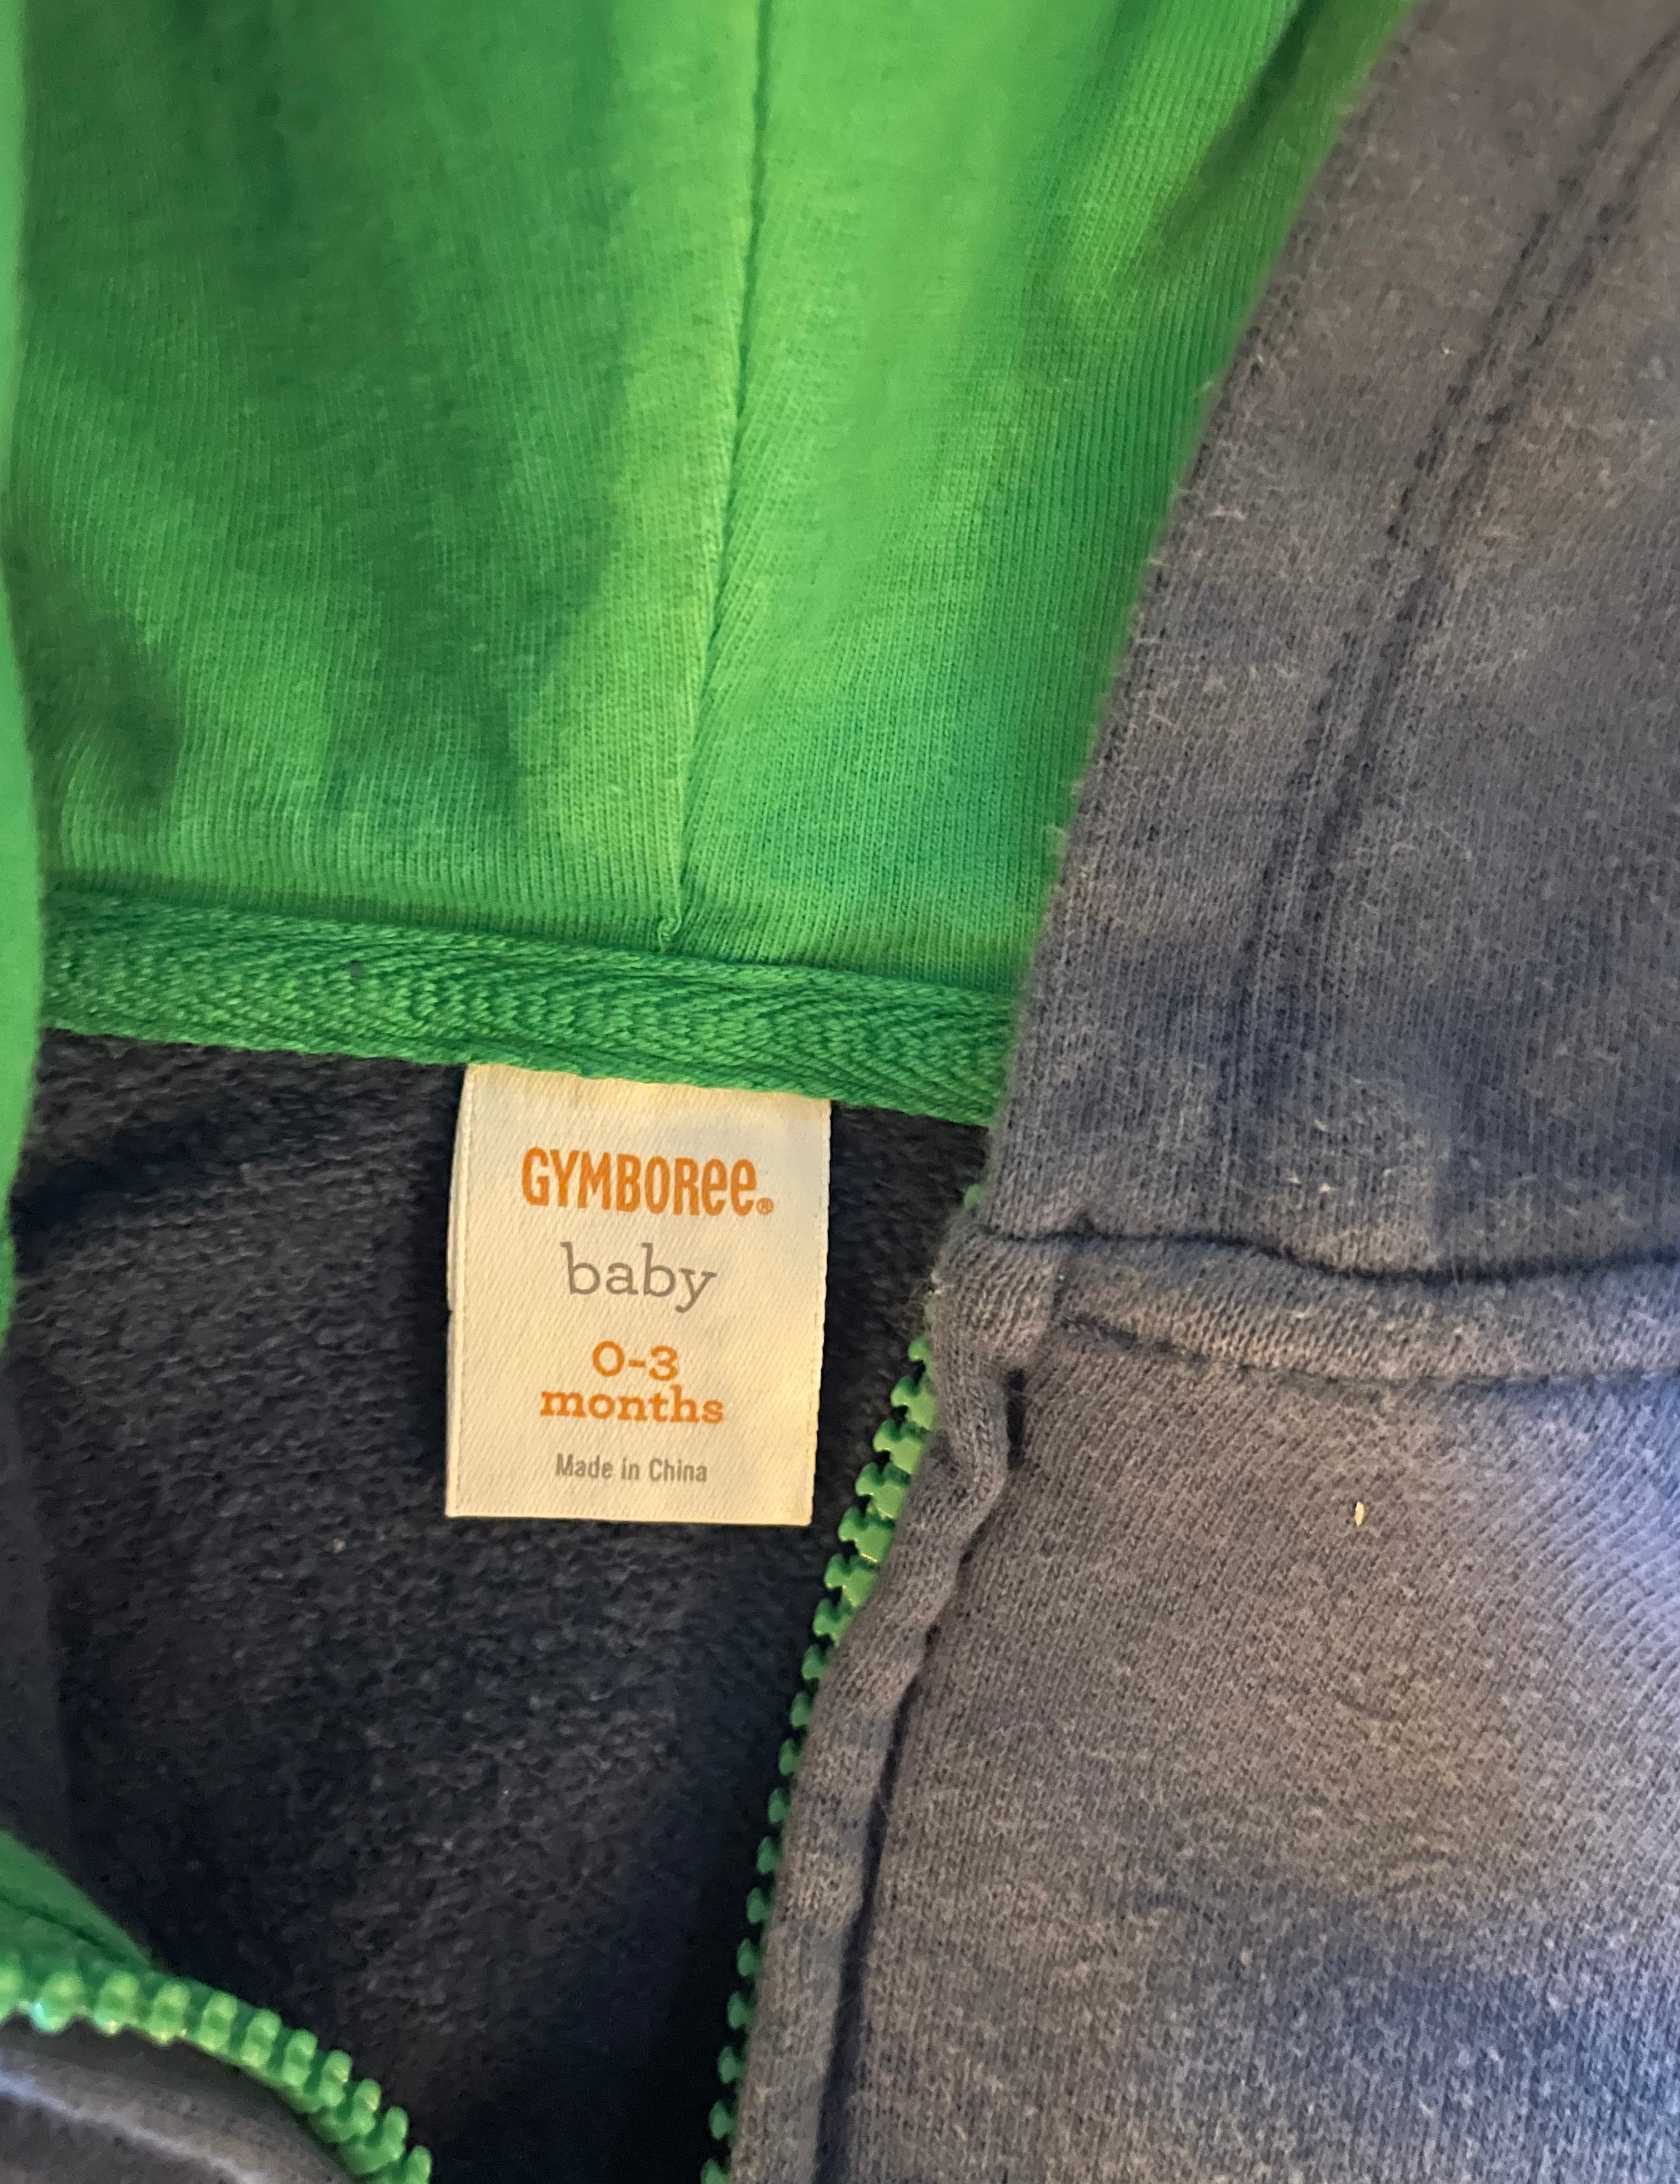 GYMBOREE®
baby
0-3
months
Made in China